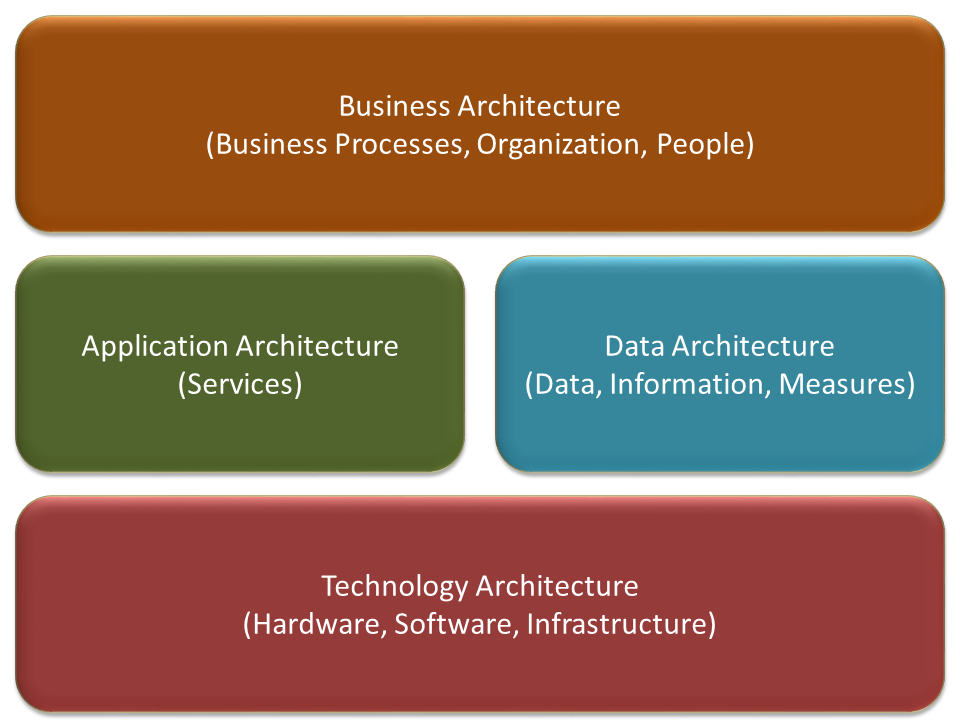 Business Architecture
(Business Processes, Organization, People)
Application Architecture
(Services)
Data Architecture
(Data, Information, Measures)
Technology Architecture
(Hardware, Software, Infrastructure)